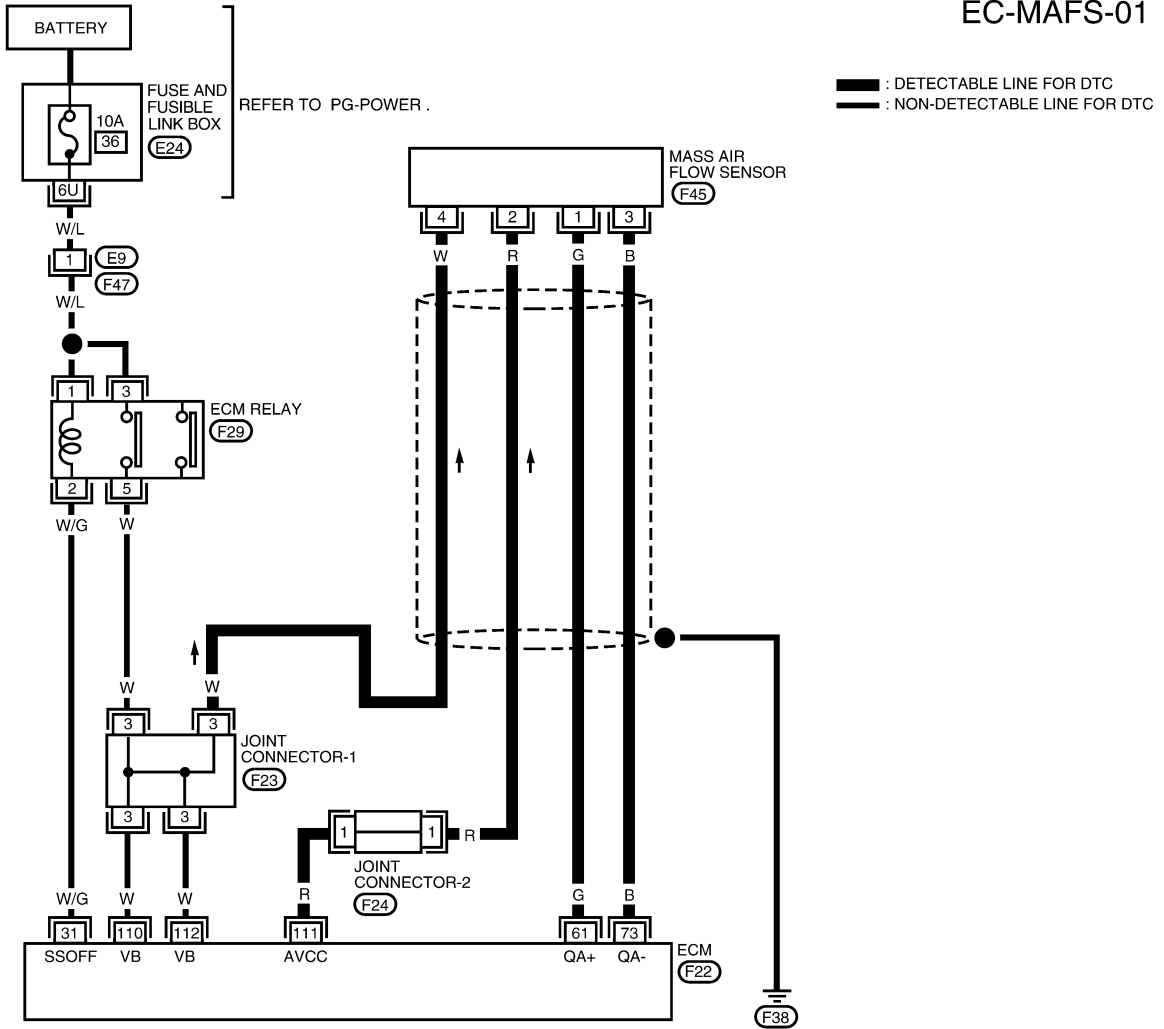 EC-MAFS-01
BATTERY
: DETECTABLE LINE FOR DTC
: NON-DETECTABLE LINE FOR DTC
FUSE AND
FUSIBLE
LINK BOX
E24
REFER TO PG-POWER .
10A
36
6U
W/L
1
E9
F47
W/L
MASS AIR
FLOW SENSOR
F45
4 2 1 3
W R G B
1 3
ECM RELAY
F29
2 5
W/G W
W W
3 3
JOINT
CONNECTOR-1
F23
3 3
1 1 R
JOINT
CONNECTOR-2
F24
W/G W W R G B
31 110 112 111 61 73
SSOFF VB VB AVCC QA+ QA-
ECM
F22
F38